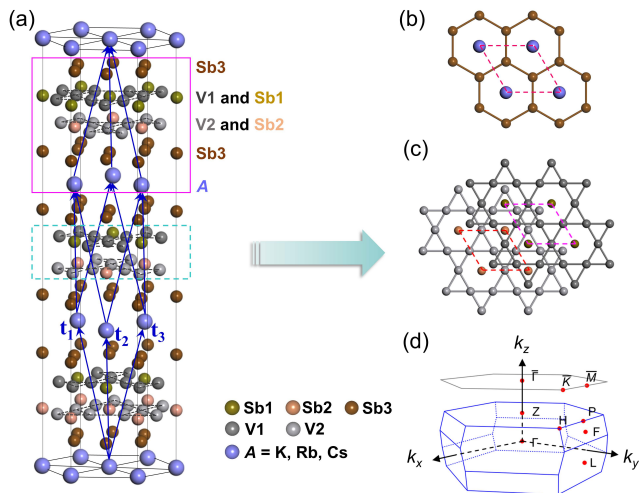 (a)
Sb3
V1 and Sb1
V2 and Sb2
Sb3
A
t1
t2
t3
Sb1 Sb2 Sb3
V1 V2
A = K, Rb, Cs
(b)
(c)
(d)
kz
Γ̅ K̅ M̅
Z H P
F
Γ
kx ky
L